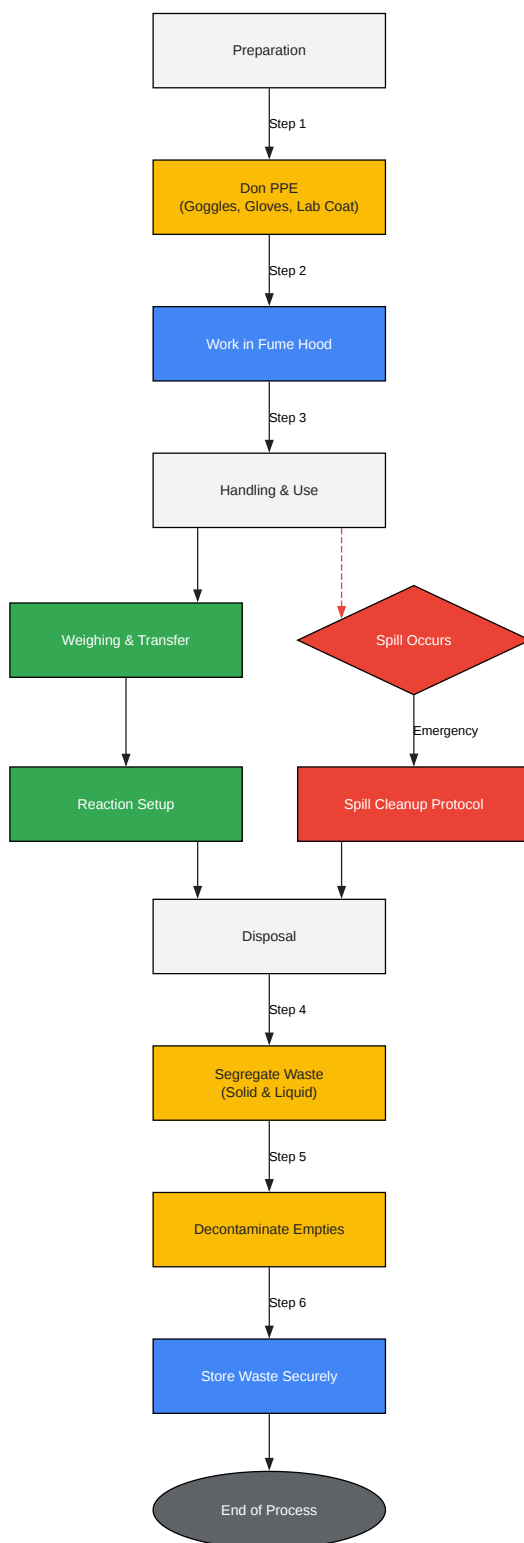 Preparation
Step 1
Don PPE
(Goggles, Gloves, Lab Coat)
Step 2
Work in Fume Hood
Step 3
Handling & Use
Weighing & Transfer
Spill Occurs
Emergency
Reaction Setup
Spill Cleanup Protocol
Disposal
Step 4
Segregate Waste
(Solid & Liquid)
Step 5
Decontaminate Empties
Step 6
Store Waste Securely
End of Process